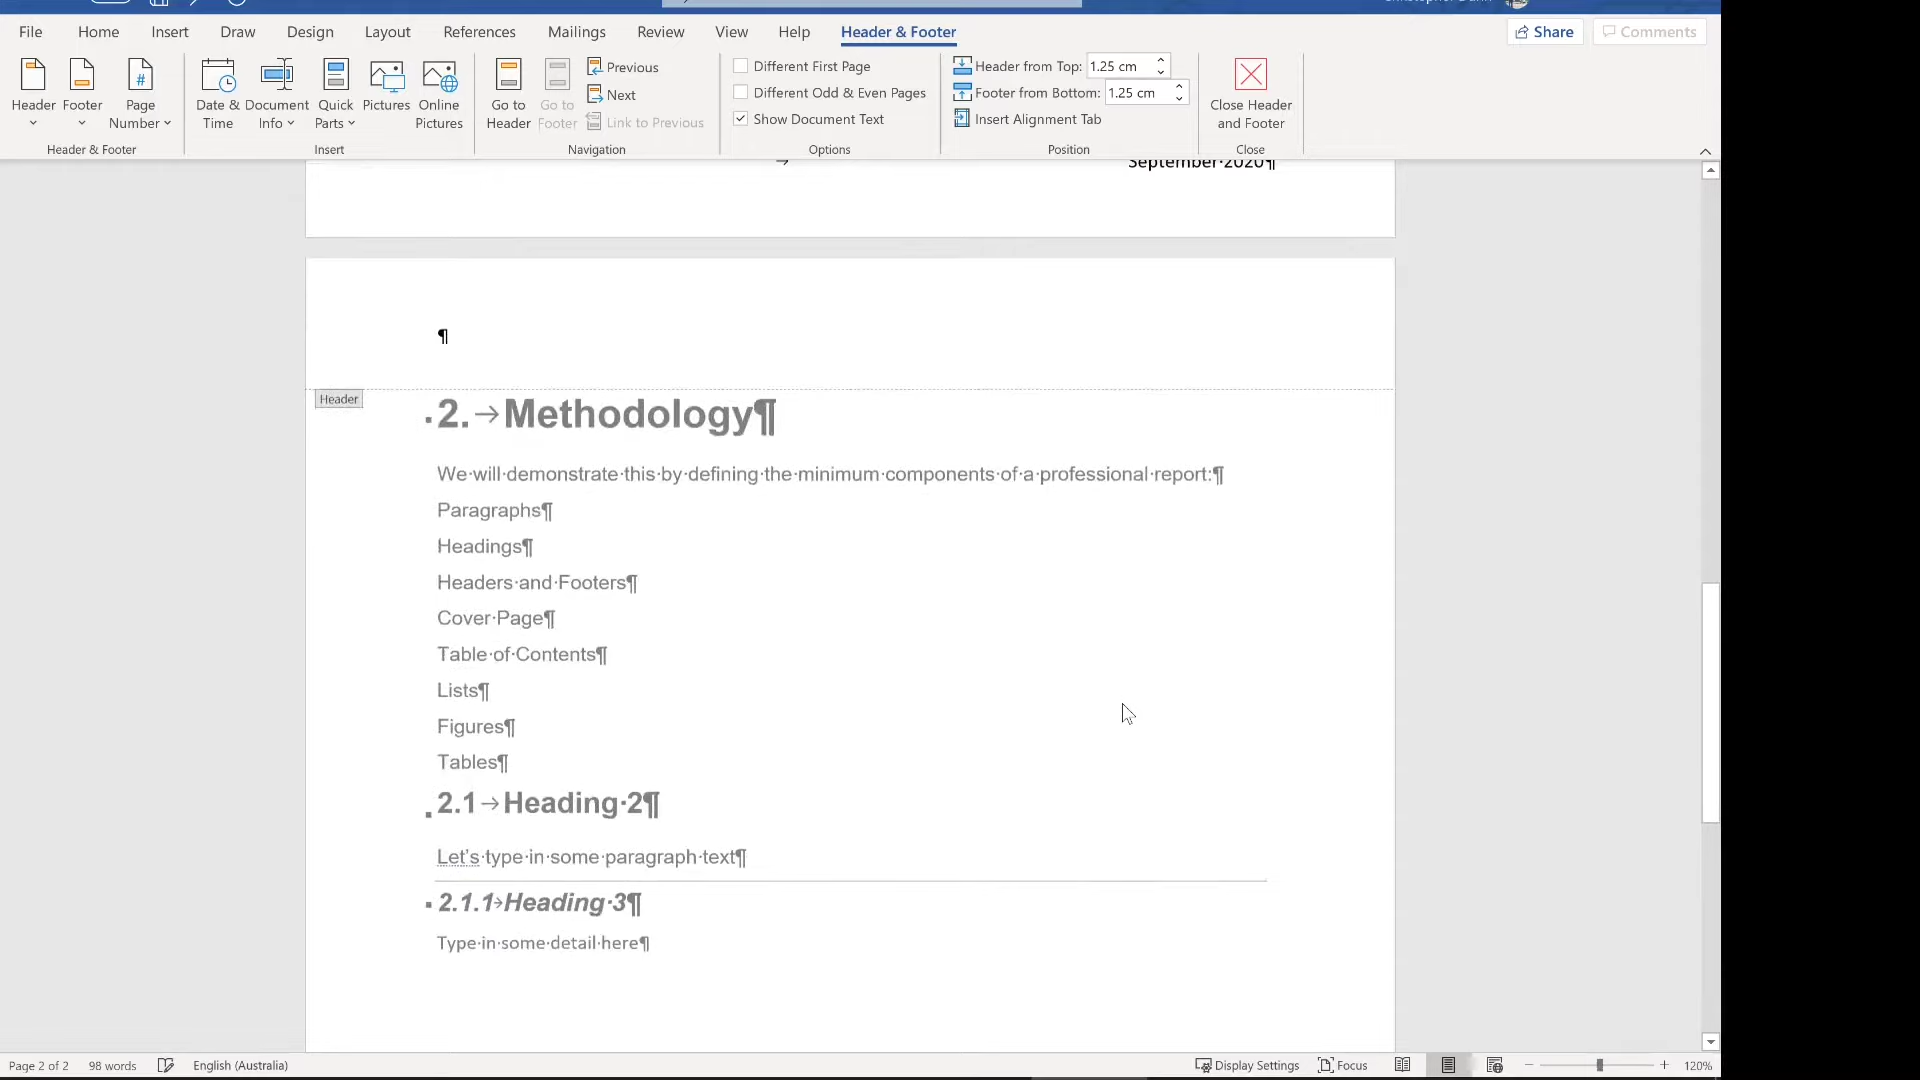 File Home Insert Draw Design Layout References Mailings Review View Help Header & Footer Share Comments
Header Footer Page Number Date & Time Document Info Quick Parts Pictures Online Pictures Go to Header Go to Footer
Previous
Next
Link to Previous
Different First Page
Different Odd & Even Pages
Show Document Text
Header from Top: 1.25 cm
Footer from Bottom: 1.25 cm
Insert Alignment Tab
Close Header and Footer
Header & Footer Insert Navigation Options Position Close
→ September·2020¶
¶
Header
2.→Methodology¶
We·will·demonstrate·this·by·defining·the·minimum·components·of·a·professional·report:¶
Paragraphs¶
Headings¶
Headers·and·Footers¶
Cover·Page¶
Table·of·Contents¶
Lists¶
Figures¶
Tables¶
2.1→Heading·2¶
Let's·type·in·some·paragraph·text¶
2.1.1→Heading·3¶
Type·in·some·detail·here¶
Page 2 of 2 98 words English (Australia) Display Settings Focus 120%